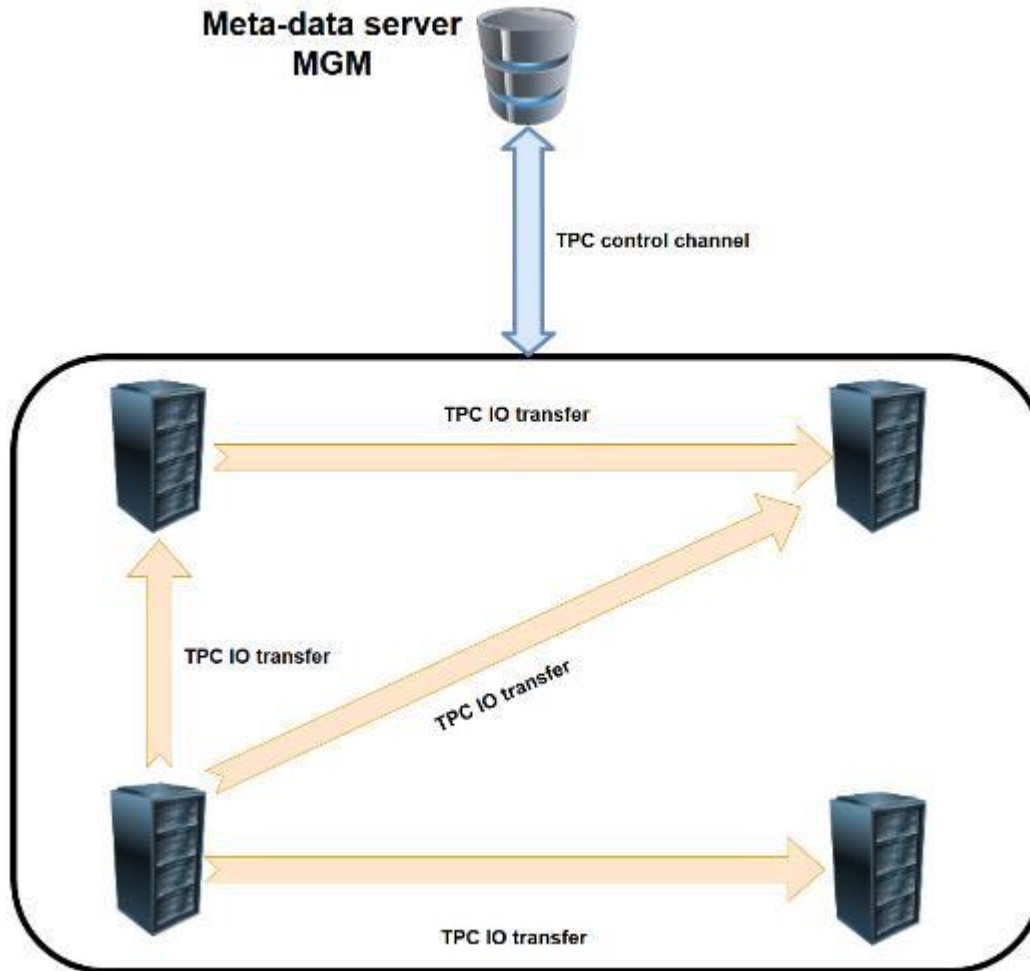 Meta-data server
MGM
TPC control channel
TPC IO transfer
TPC IO transfer
TPC IO transfer
TPC IO transfer